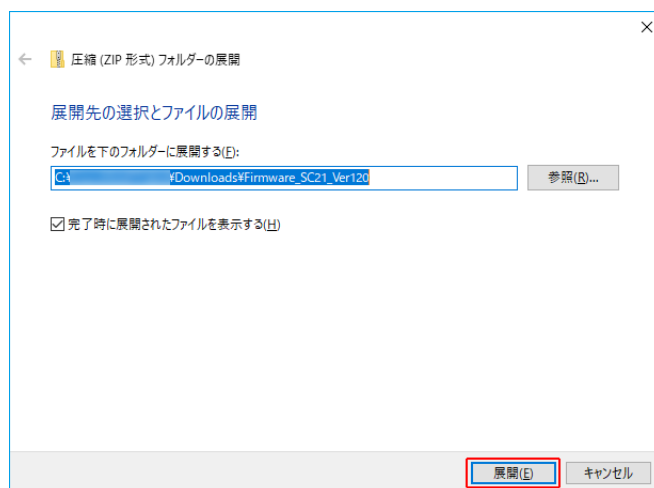 圧縮 (ZIP 形式) フォルダーの展開
展開先の選択とファイルの展開
ファイルを下のフォルダーに展開する(F):
C:¥ ¥Downloads¥Firmware_SC21_Ver120
参照(R)...
完了時に展開されたファイルを表示する(H)
展開(E)
キャンセル